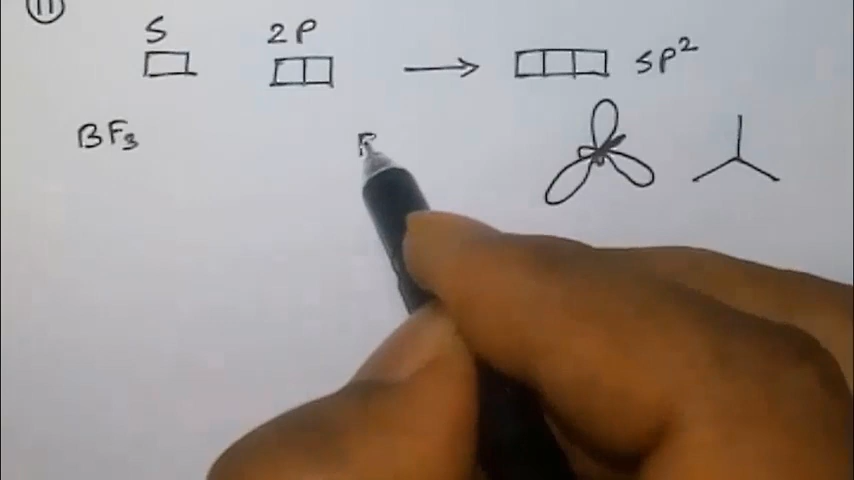 11
S 2P → SP²
BF₃ F